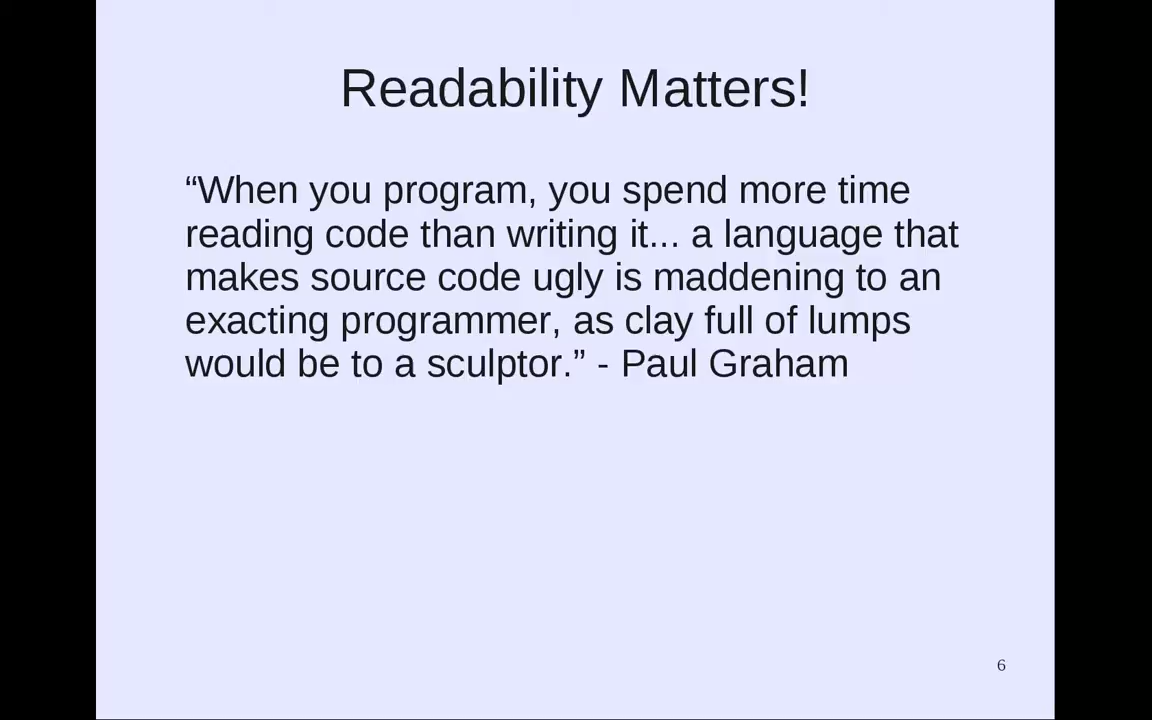 Readability Matters!
“When you program, you spend more time
reading code than writing it... a language that
makes source code ugly is maddening to an
exacting programmer, as clay full of lumps
would be to a sculptor.” - Paul Graham
6